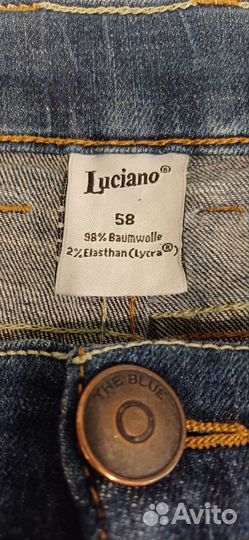 Luciano®
58
98% Baumwolle
2% Elasthan (Lycra®)
THE BLUE
Avito